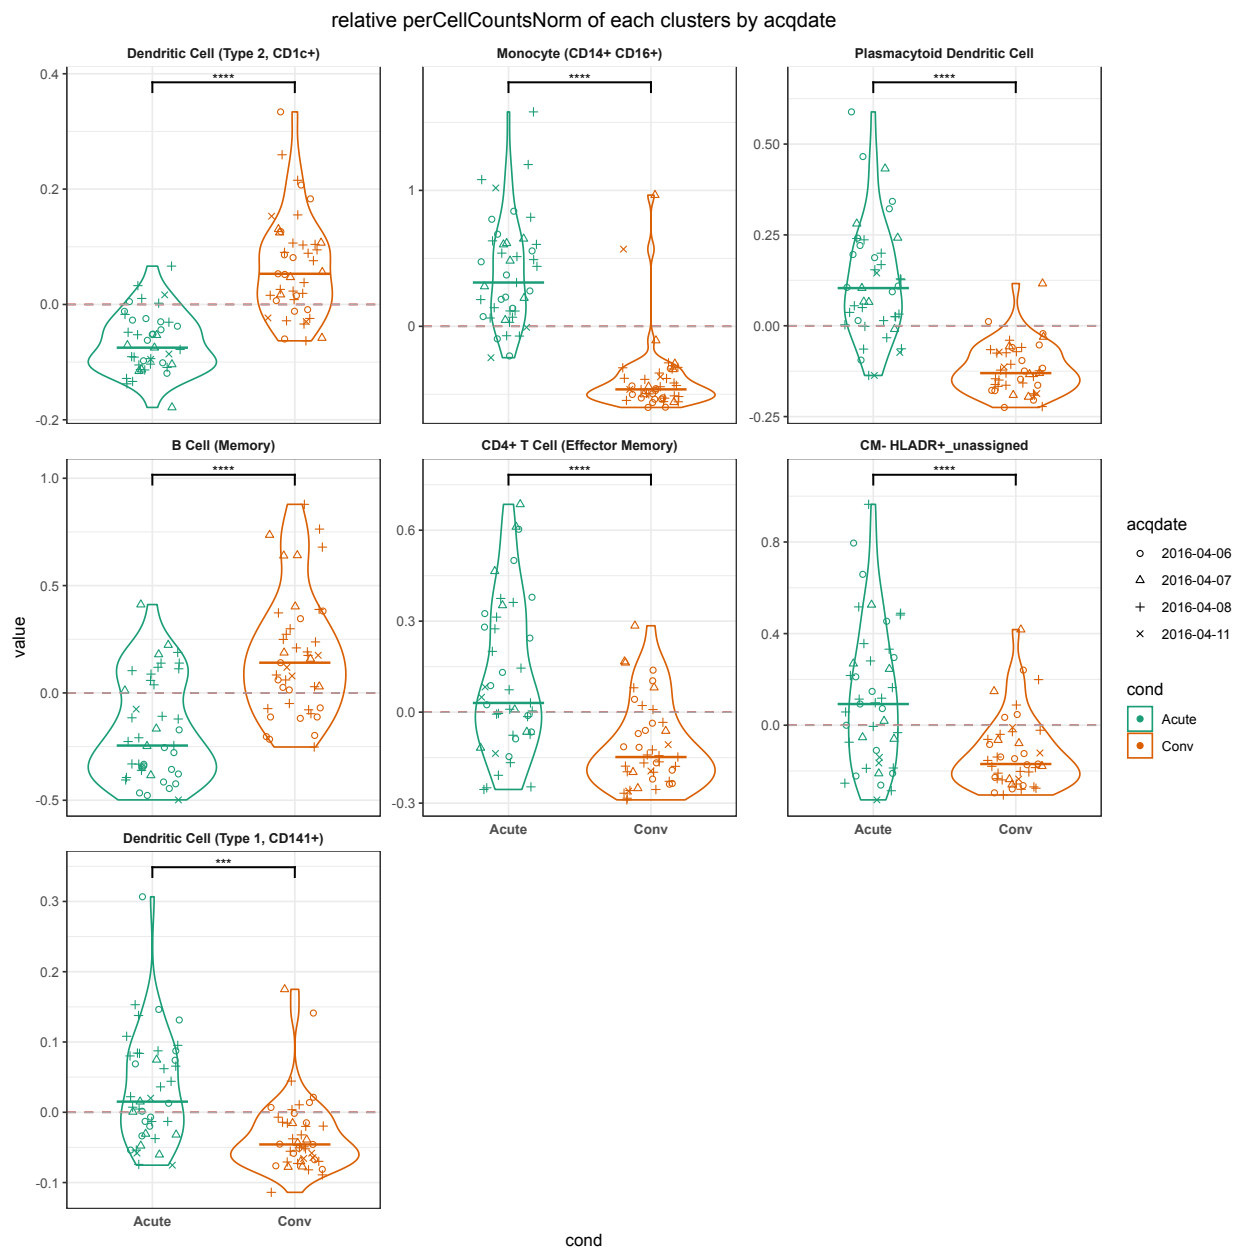 relative perCellCountsNorm of each clusters by acqdate
Dendritic Cell (Type 2, CD1c+)
Monocyte (CD14+ CD16+)
Plasmacytoid Dendritic Cell
****
****
****
0.4
0.2
0.0
-0.2
1
0
0.50
0.25
0.00
-0.25
B Cell (Memory)
CD4+ T Cell (Effector Memory)
CM- HLADR+_unassigned
****
****
****
1.0
0.5
0.0
-0.5
0.6
0.3
0.0
-0.3
0.8
0.4
0.0
Acute Conv
Acute Conv
Dendritic Cell (Type 1, CD141+)
***
0.3
0.2
0.1
0.0
-0.1
Acute Conv
value
cond
acqdate
2016-04-06
2016-04-07
2016-04-08
2016-04-11
cond
Acute
Conv